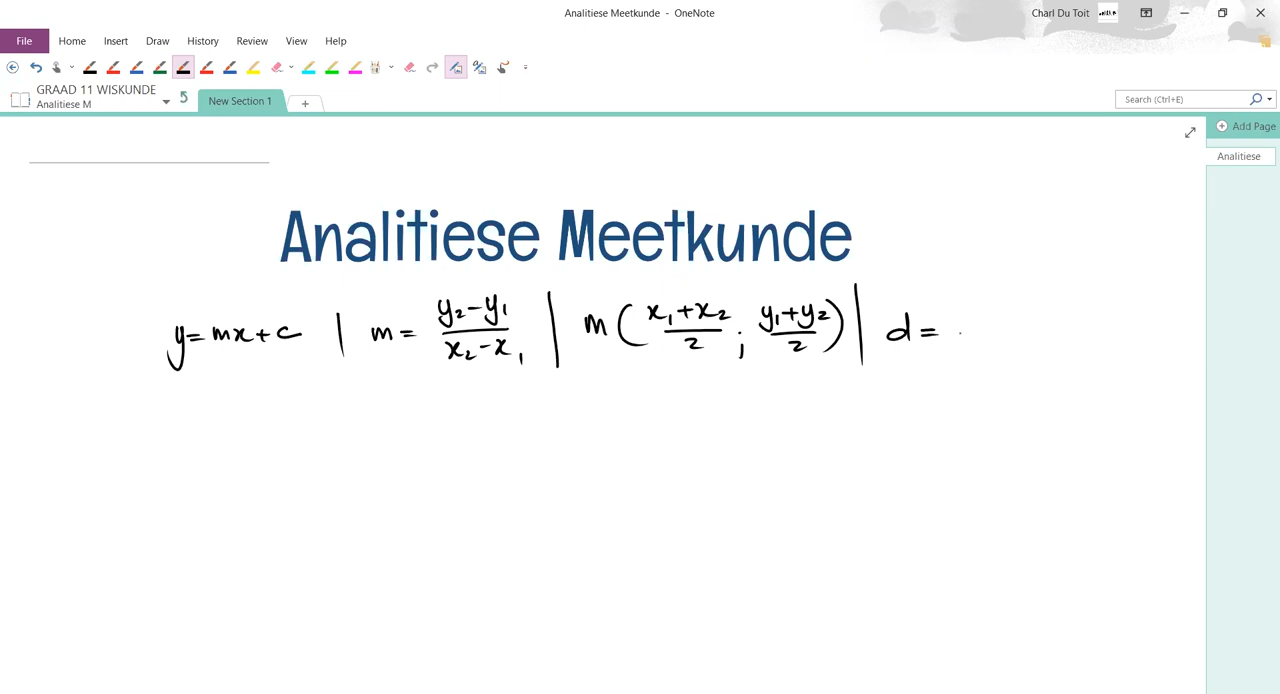 Analitiese Meetkunde - OneNote
Charl Du Toit
File Home Insert Draw History Review View Help
GRAAD 11 WISKUNDE
Analitiese M
New Section 1
+
Search (Ctrl+E)
Add Page
Analitiese
Analitiese Meetkunde
y = mx + c | m = (y₂ - y₁)/(x₂ - x₁) | m((x₁ + x₂)/2 ; (y₁ + y₂)/2) | d =